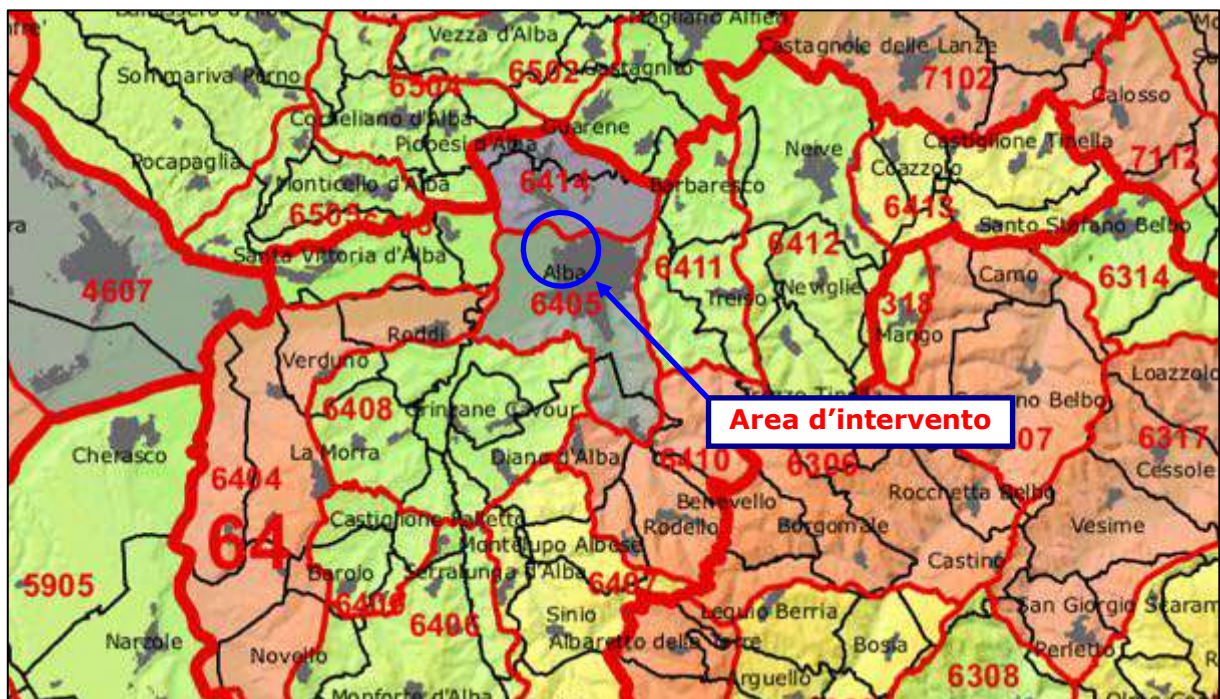 Magliano Alfieri
Vezza d'Alba
Castagnole delle Lanze
Sommariva Perno
6504
6502
Castagnito
7102
Calosso
Corneliano d'Alba
Guarene
Piobesi d'Alba
Neive
Castiglione Tinella
Pocapaglia
Coazzolo
7112
Monticello d'Alba
6414
Barbaresco
6413
Santo Stefano Belbo
Santa Vittoria d'Alba
6412
4607
Alba
6411
Camo
6314
6405
Treiso
Neviglie
318
Mango
Roddi
Verduno
Loazzolo
Area d'intervento
6408
Grinzane Cavour
07
6317
Cherasco
La Morra
Diano d'Alba
6410
Cessole
6404
Benevello
Rocchetta Belbo
Castiglione Falletto
Rodello
Borgomale
Vesime
64
Montelupo Albese
Castino
5905
Barolo
Serralunga d'Alba
6406
Sinio
Leguio Berria
San Giorgio Scaram
Narzole
Albaretto della Torre
Bosia
Perletto
Novello
6308
Arguello
Monforte d'Alba